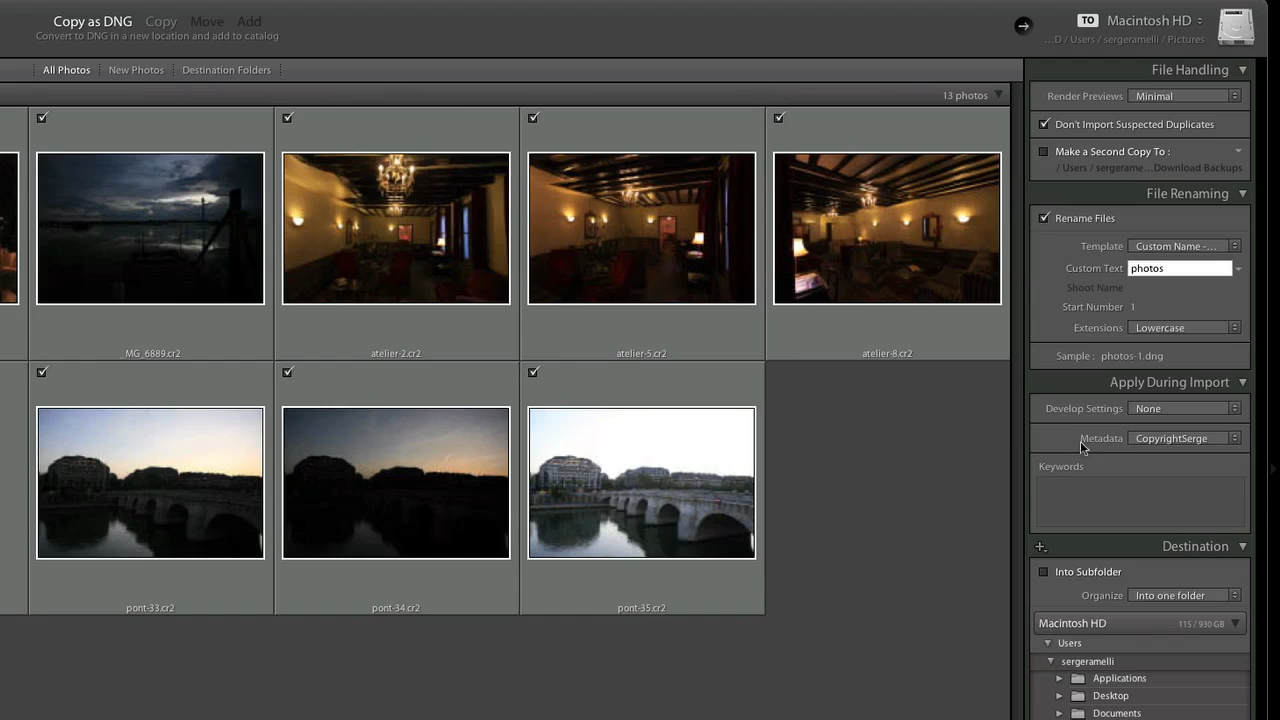 Copy as DNG Copy Move Add
Convert to DNG in a new location and add to catalog
TO Macintosh HD
...D / Users / sergeramelli / Pictures
All Photos New Photos Destination Folders
13 photos
_MG_6889.cr2 atelier-2.cr2 atelier-5.cr2 atelier-8.cr2
pont-33.cr2 pont-34.cr2 pont-35.cr2
File Handling
Render Previews Minimal
Don't Import Suspected Duplicates
Make a Second Copy To :
/ Users / sergerame...Download Backups
File Renaming
Rename Files
Template Custom Name -...
Custom Text photos
Shoot Name
Start Number 1
Extensions Lowercase
Sample : photos-1.dng
Apply During Import
Develop Settings None
Metadata CopyrightSerge
Keywords
Destination
Into Subfolder
Organize Into one folder
Macintosh HD 115 / 930 GB
Users
sergeramelli
Applications
Desktop
Documents